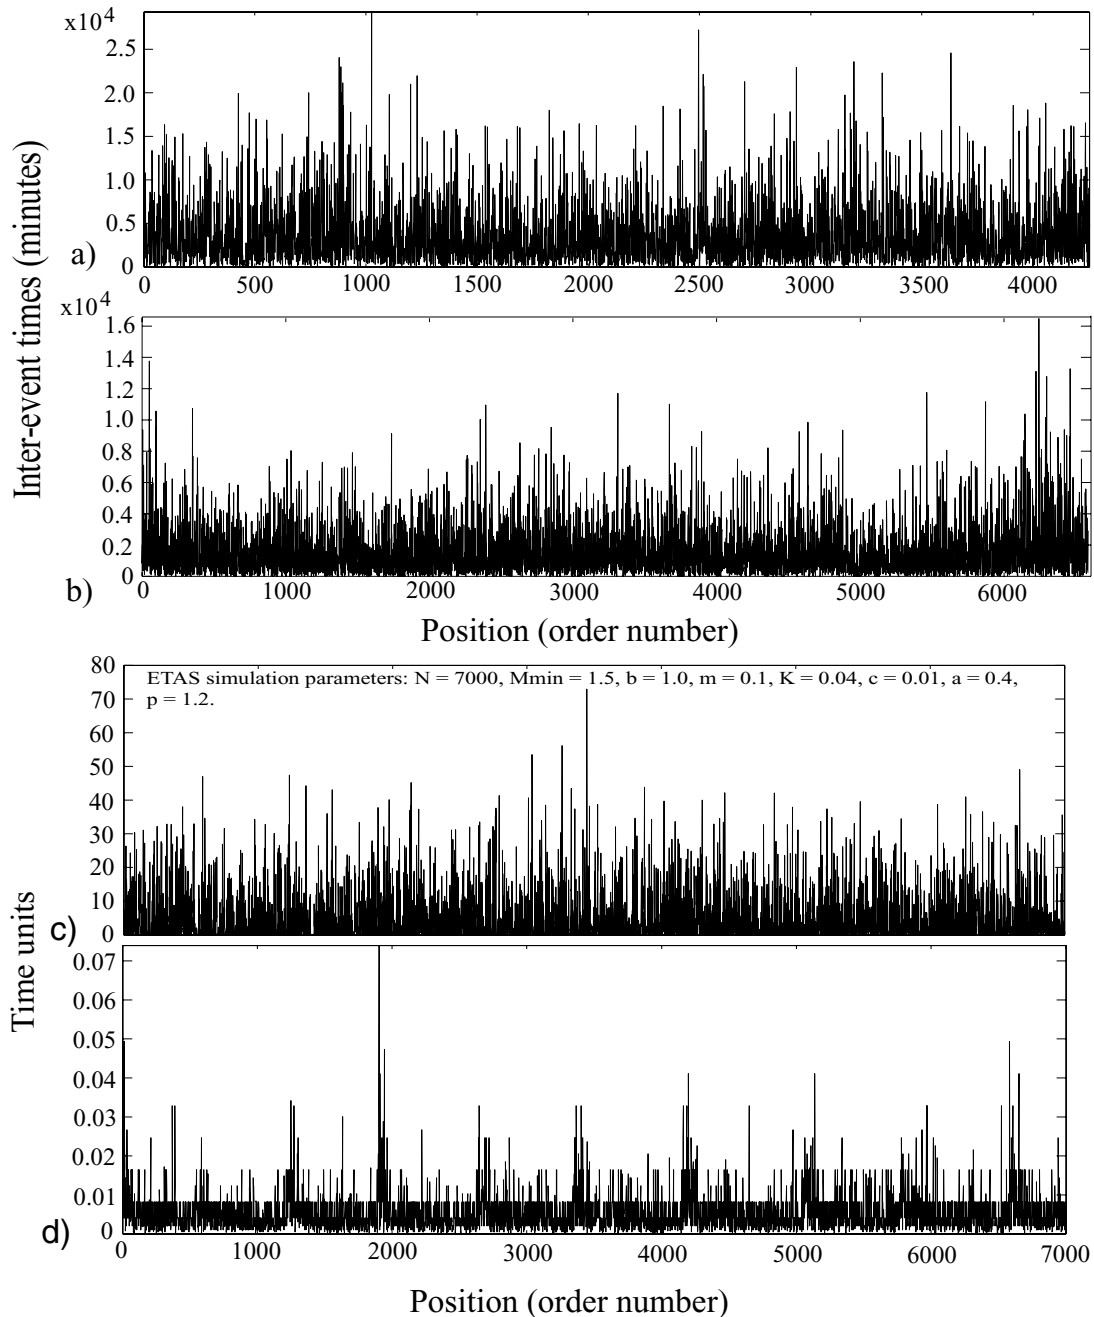 x10⁴
2.5
2.0
1.5
1.0
0.5
0
a)
0 500 1000 1500 2000 2500 3000 3500 4000
Inter-event times (minutes)
x10⁴
1.6
1.4
1.2
1.0
0.8
0.6
0.4
0.2
0
b)
0 1000 2000 3000 4000 5000 6000
Position (order number)
80
ETAS simulation parameters: N = 7000, Mmin = 1.5, b = 1.0, m = 0.1, K = 0.04, c = 0.01, a = 0.4,
p = 1.2.
70
60
50
40
30
20
10
0
c)
Time units
0.07
0.06
0.05
0.04
0.03
0.02
0.01
0
d)
0 1000 2000 3000 4000 5000 6000 7000
Position (order number)